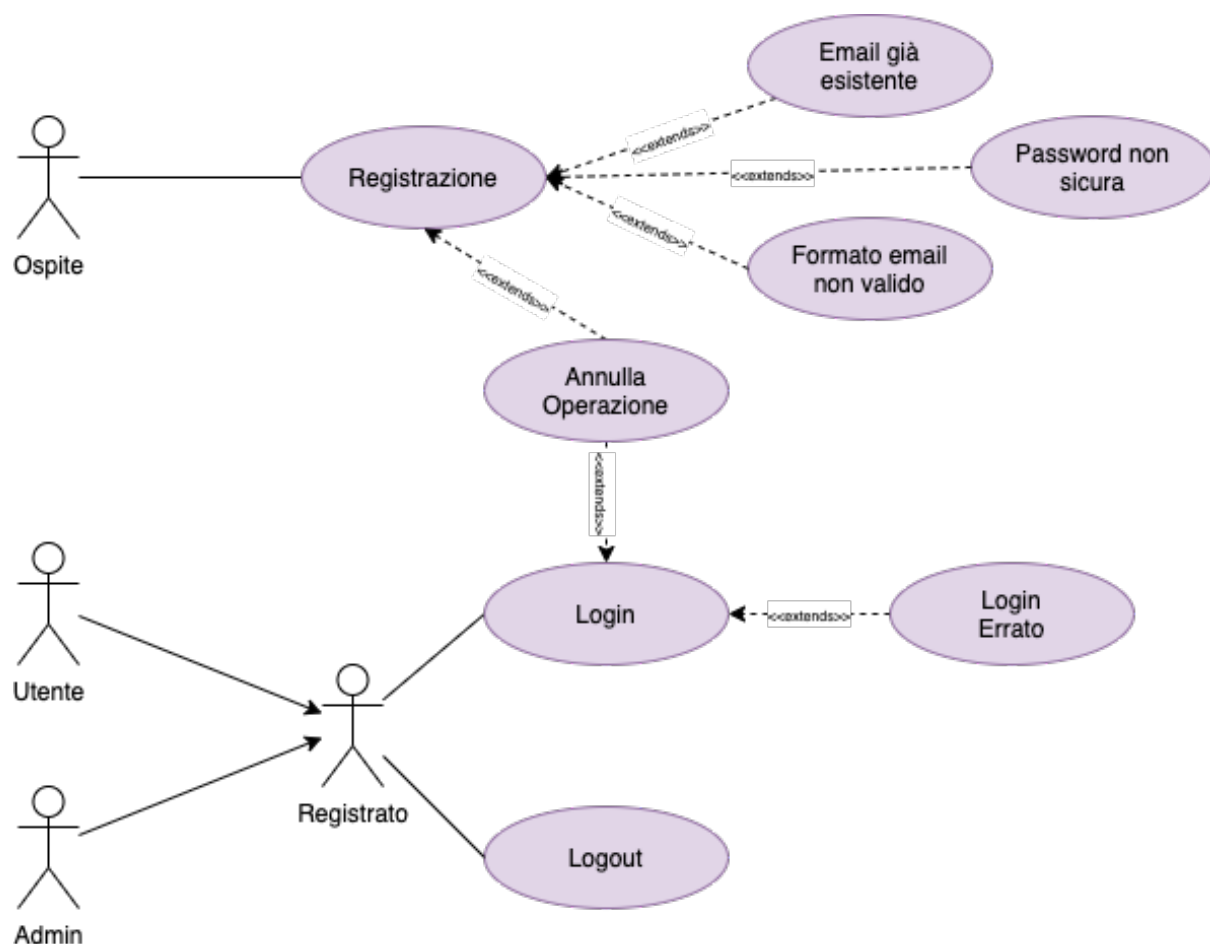 Email già
esistente
<<extends>>
Registrazione
<<extends>>
Password non
sicura
<<extends>>
Formato email
non valido
Ospite
<<extends>>
Annulla
Operazione
<<extends>>
Login
<<extends>>
Login
Errato
Utente
Registrato
Logout
Admin